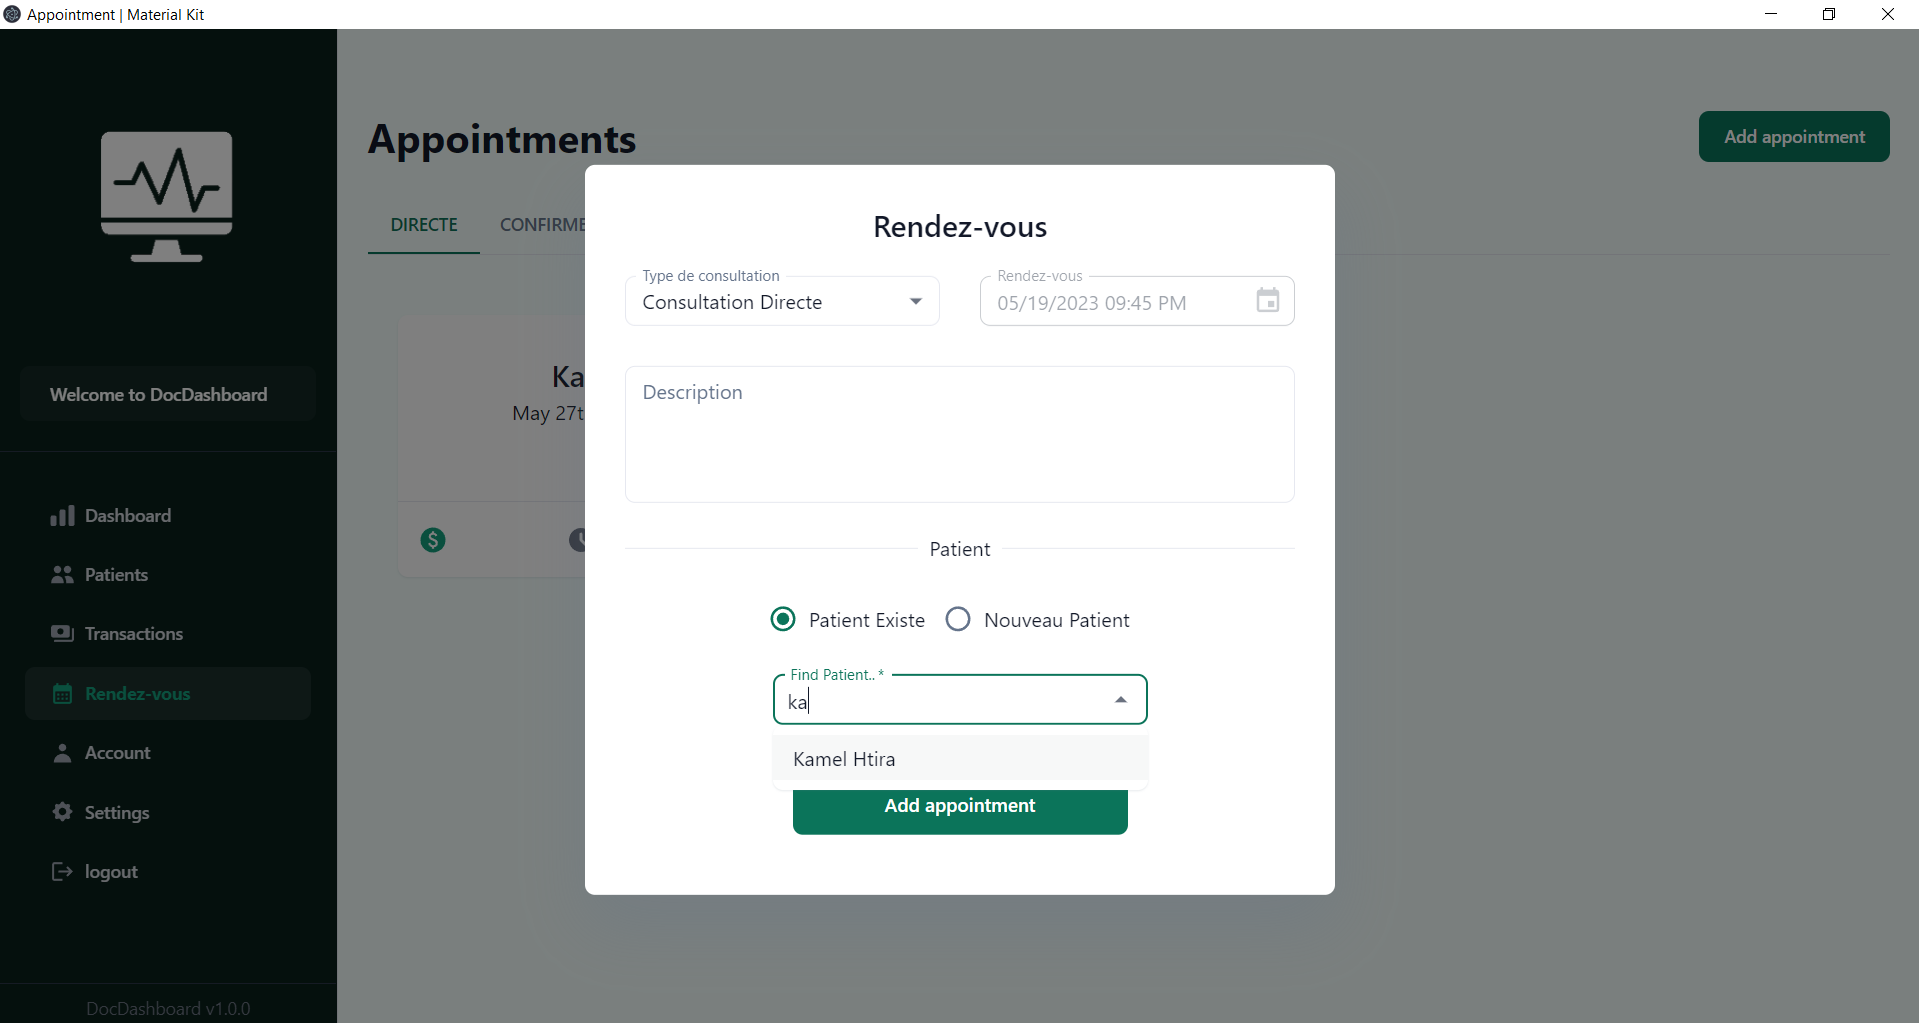 Appointment | Material Kit
Welcome to DocDashboard
Dashboard
Patients
Transactions
Rendez-vous
Account
Settings
logout
DocDashboard v1.0.0
Appointments
Add appointment
DIRECTE
CONFIRME
Ka
May 27t
Rendez-vous
Type de consultation
Consultation Directe
Rendez-vous
05/19/2023 09:45 PM
Description
Patient
Patient Existe
Nouveau Patient
Find Patient.. *
ka
Kamel Htira
Add appointment